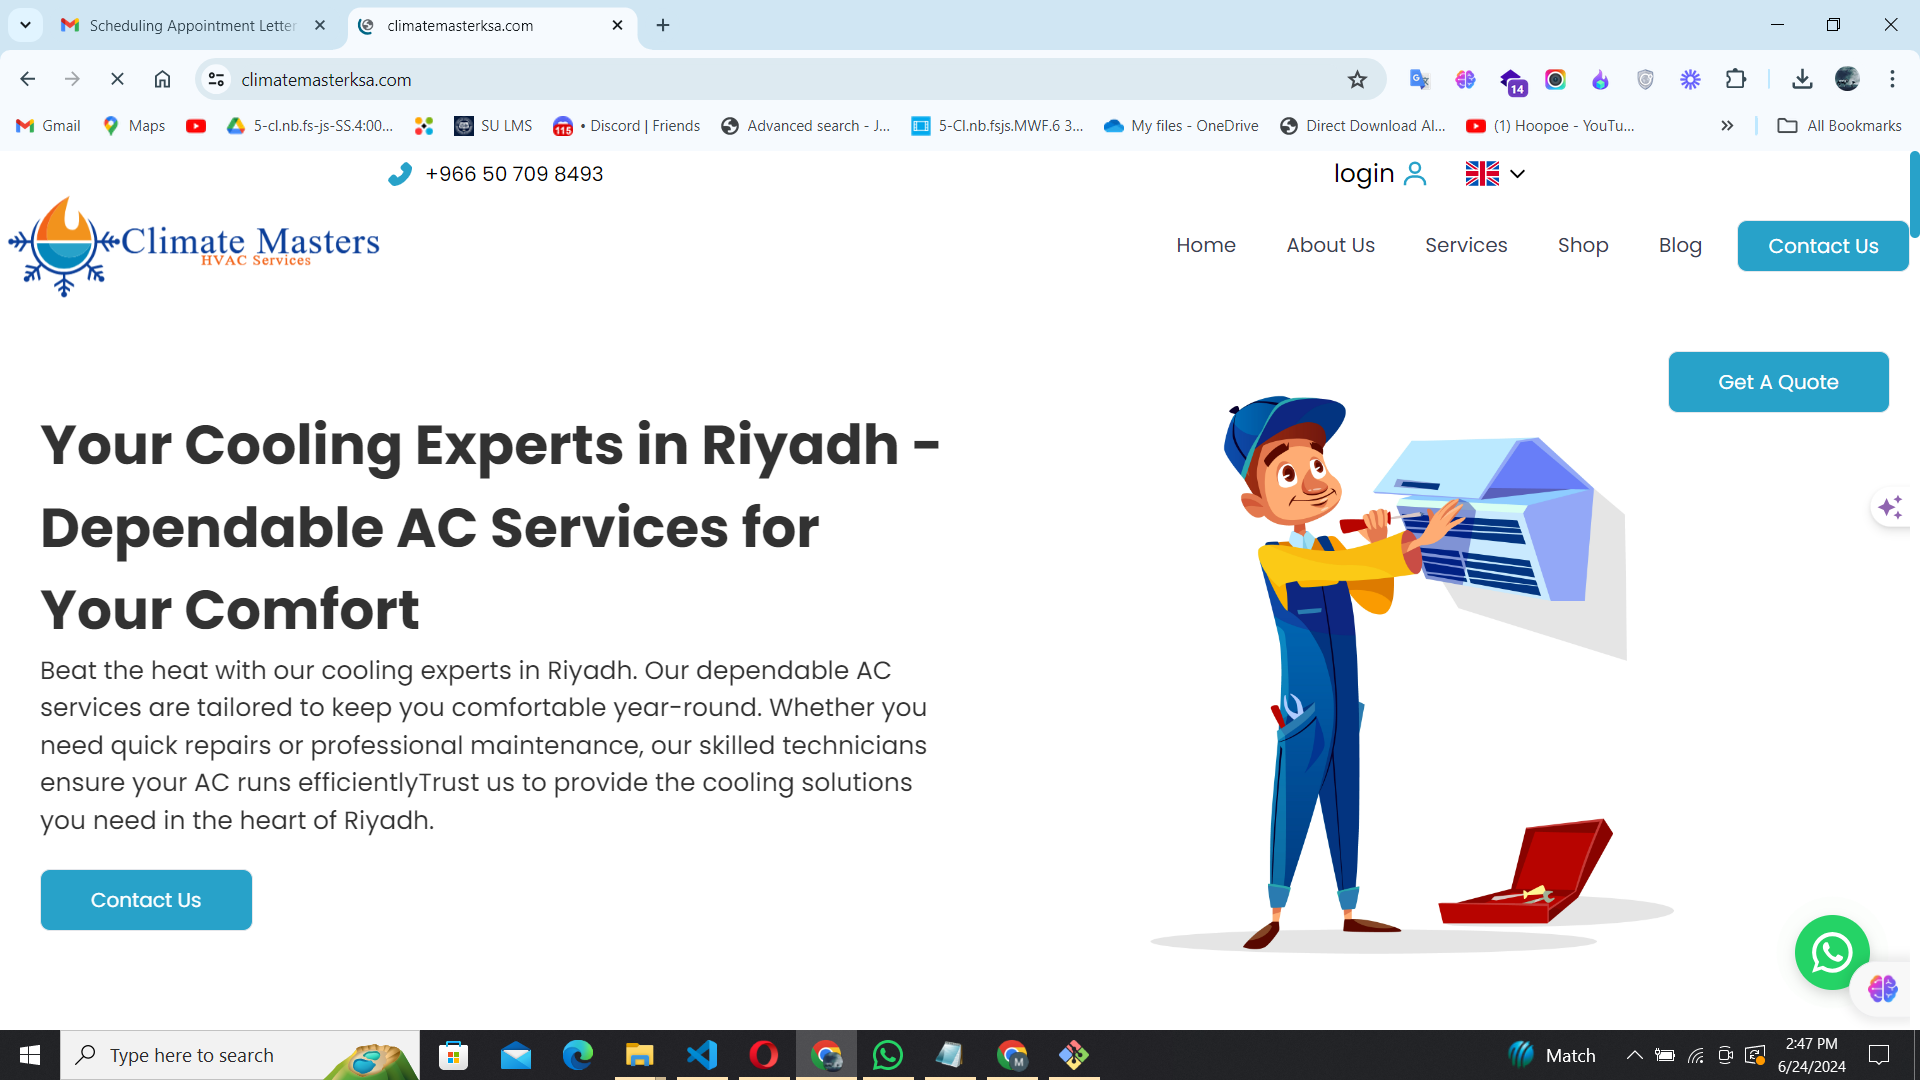 Scheduling Appointment Letter
climatemasterksa.com
climatemasterksa.com
14
Gmail
Maps
5-cl.nb.fs-js-SS.4:00...
SU LMS
115
• Discord | Friends
Advanced search - J...
5-Cl.nb.fsjs.MWF.6 3...
My files - OneDrive
Direct Download Al...
(1) Hoopoe - YouTu...
All Bookmarks
+966 50 709 8493
login
Climate Masters
HVAC Services
Home
About Us
Services
Shop
Blog
Contact Us
Get A Quote
Your Cooling Experts in Riyadh -
Dependable AC Services for
Your Comfort
Beat the heat with our cooling experts in Riyadh. Our dependable AC
services are tailored to keep you comfortable year-round. Whether you
need quick repairs or professional maintenance, our skilled technicians
ensure your AC runs efficientlyTrust us to provide the cooling solutions
you need in the heart of Riyadh.
Contact Us
Type here to search
M
Match
2:47 PM
6/24/2024